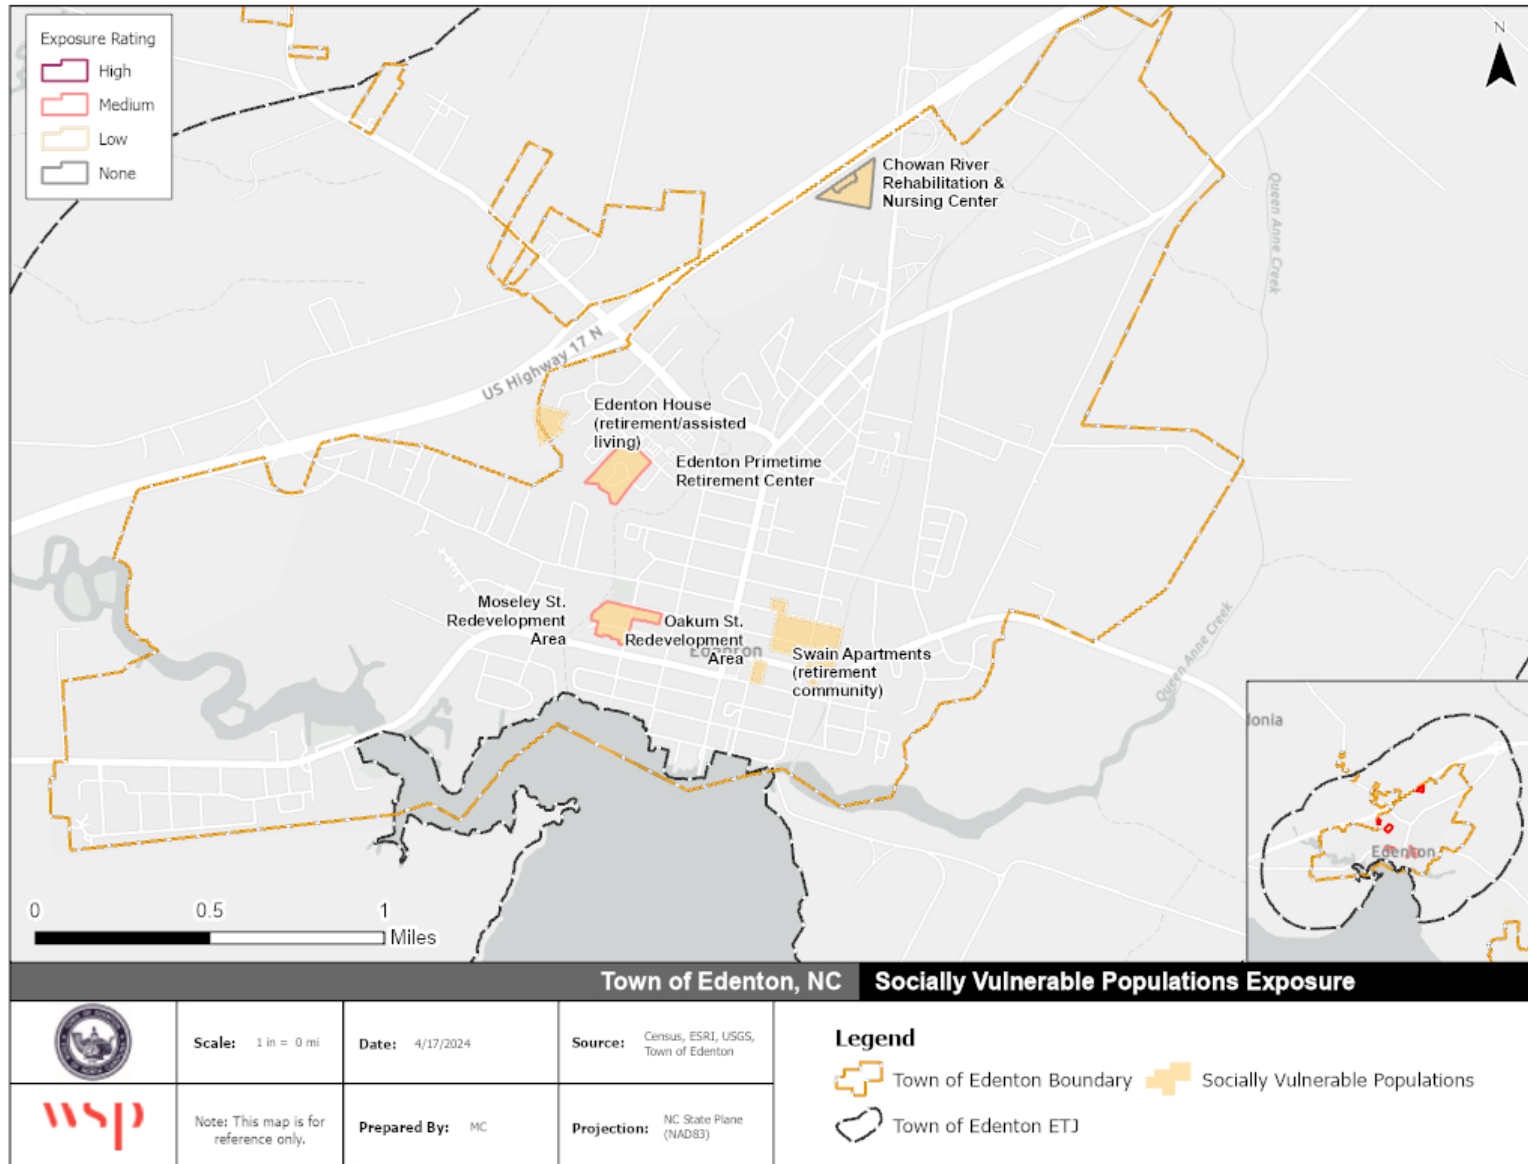 Exposure Rating
High
Medium
Low
None
N
Chowan River
Rehabilitation &
Nursing Center
Queen Anne Creek
US Highway 17 N
Edenton House
(retirement/assisted
living)
Edenton Primetime
Retirement Center
Moseley St.
Redevelopment
Area
Oakum St.
Redevelopment
Area
Edenton
Swain Apartments
(retirement
community)
Queen Anne Creek
0 0.5 1
Miles
Edenton
Town of Edenton, NC
Socially Vulnerable Populations Exposure
TOWN OF EDENTON
Scale: 1 in = 0 mi
Date: 4/17/2024
Source: Census, ESRI, USGS,
Town of Edenton
wsp
Note: This map is for
reference only.
Prepared By: MC
Projection: NC State Plane
(NAD83)
Legend
Town of Edenton Boundary
Socially Vulnerable Populations
Town of Edenton ETJ